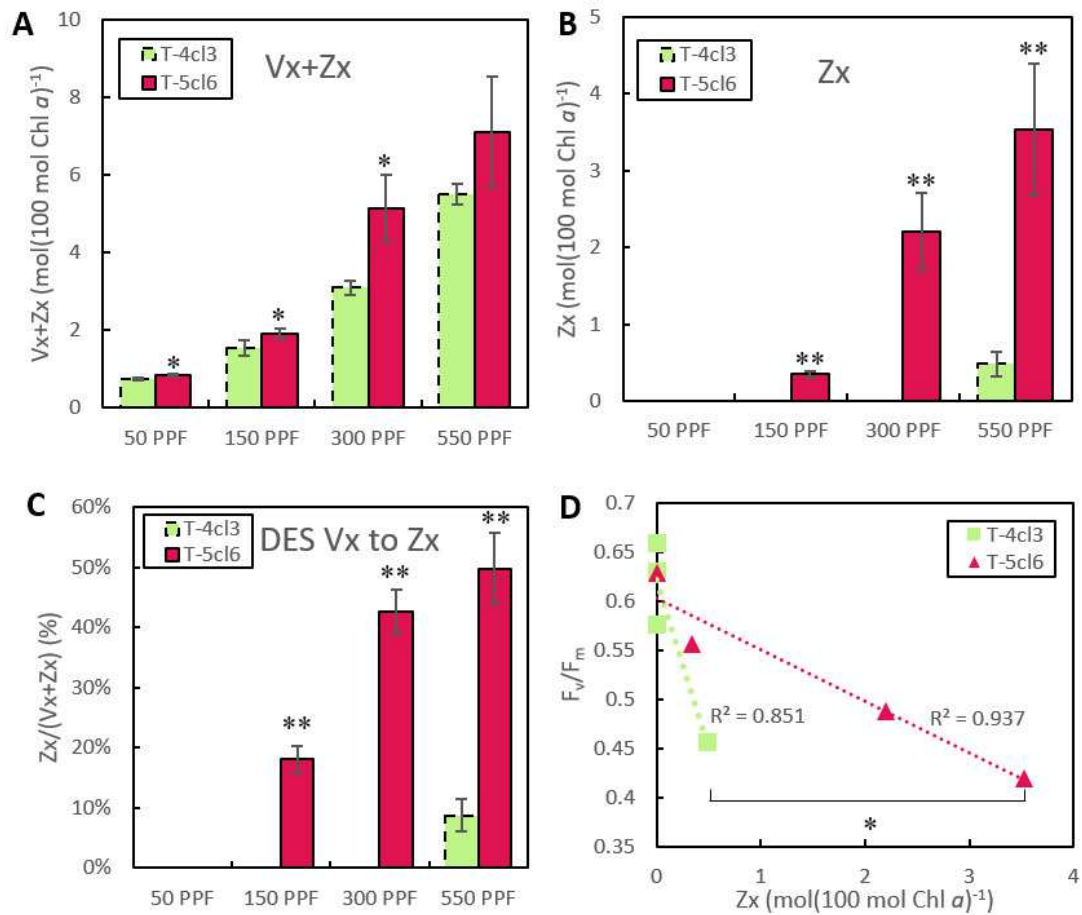 A
Vx+Zx
T-4cl3
T-5cl6
Vx+Zx (mol(100 mol Chl a)⁻¹
10
8
6
4
2
0
*
*
*
50 PPF 150 PPF 300 PPF 550 PPF
B
Zx
T-4cl3
T-5cl6
Zx (mol(100 mol Chl a)⁻¹
5
4
3
2
1
0
**
**
**
50 PPF 150 PPF 300 PPF 550 PPF
C
DES Vx to Zx
T-4cl3
T-5cl6
Zx/(Vx+Zx) (%)
60%
50%
40%
30%
20%
10%
0%
**
**
**
50 PPF 150 PPF 300 PPF 550 PPF
D
T-4cl3
T-5cl6
Fv/Fm
0.7
0.65
0.6
0.55
0.5
0.45
0.4
0.35
R² = 0.851
R² = 0.937
*
0 1 2 3 4
Zx (mol(100 mol Chl a)⁻¹